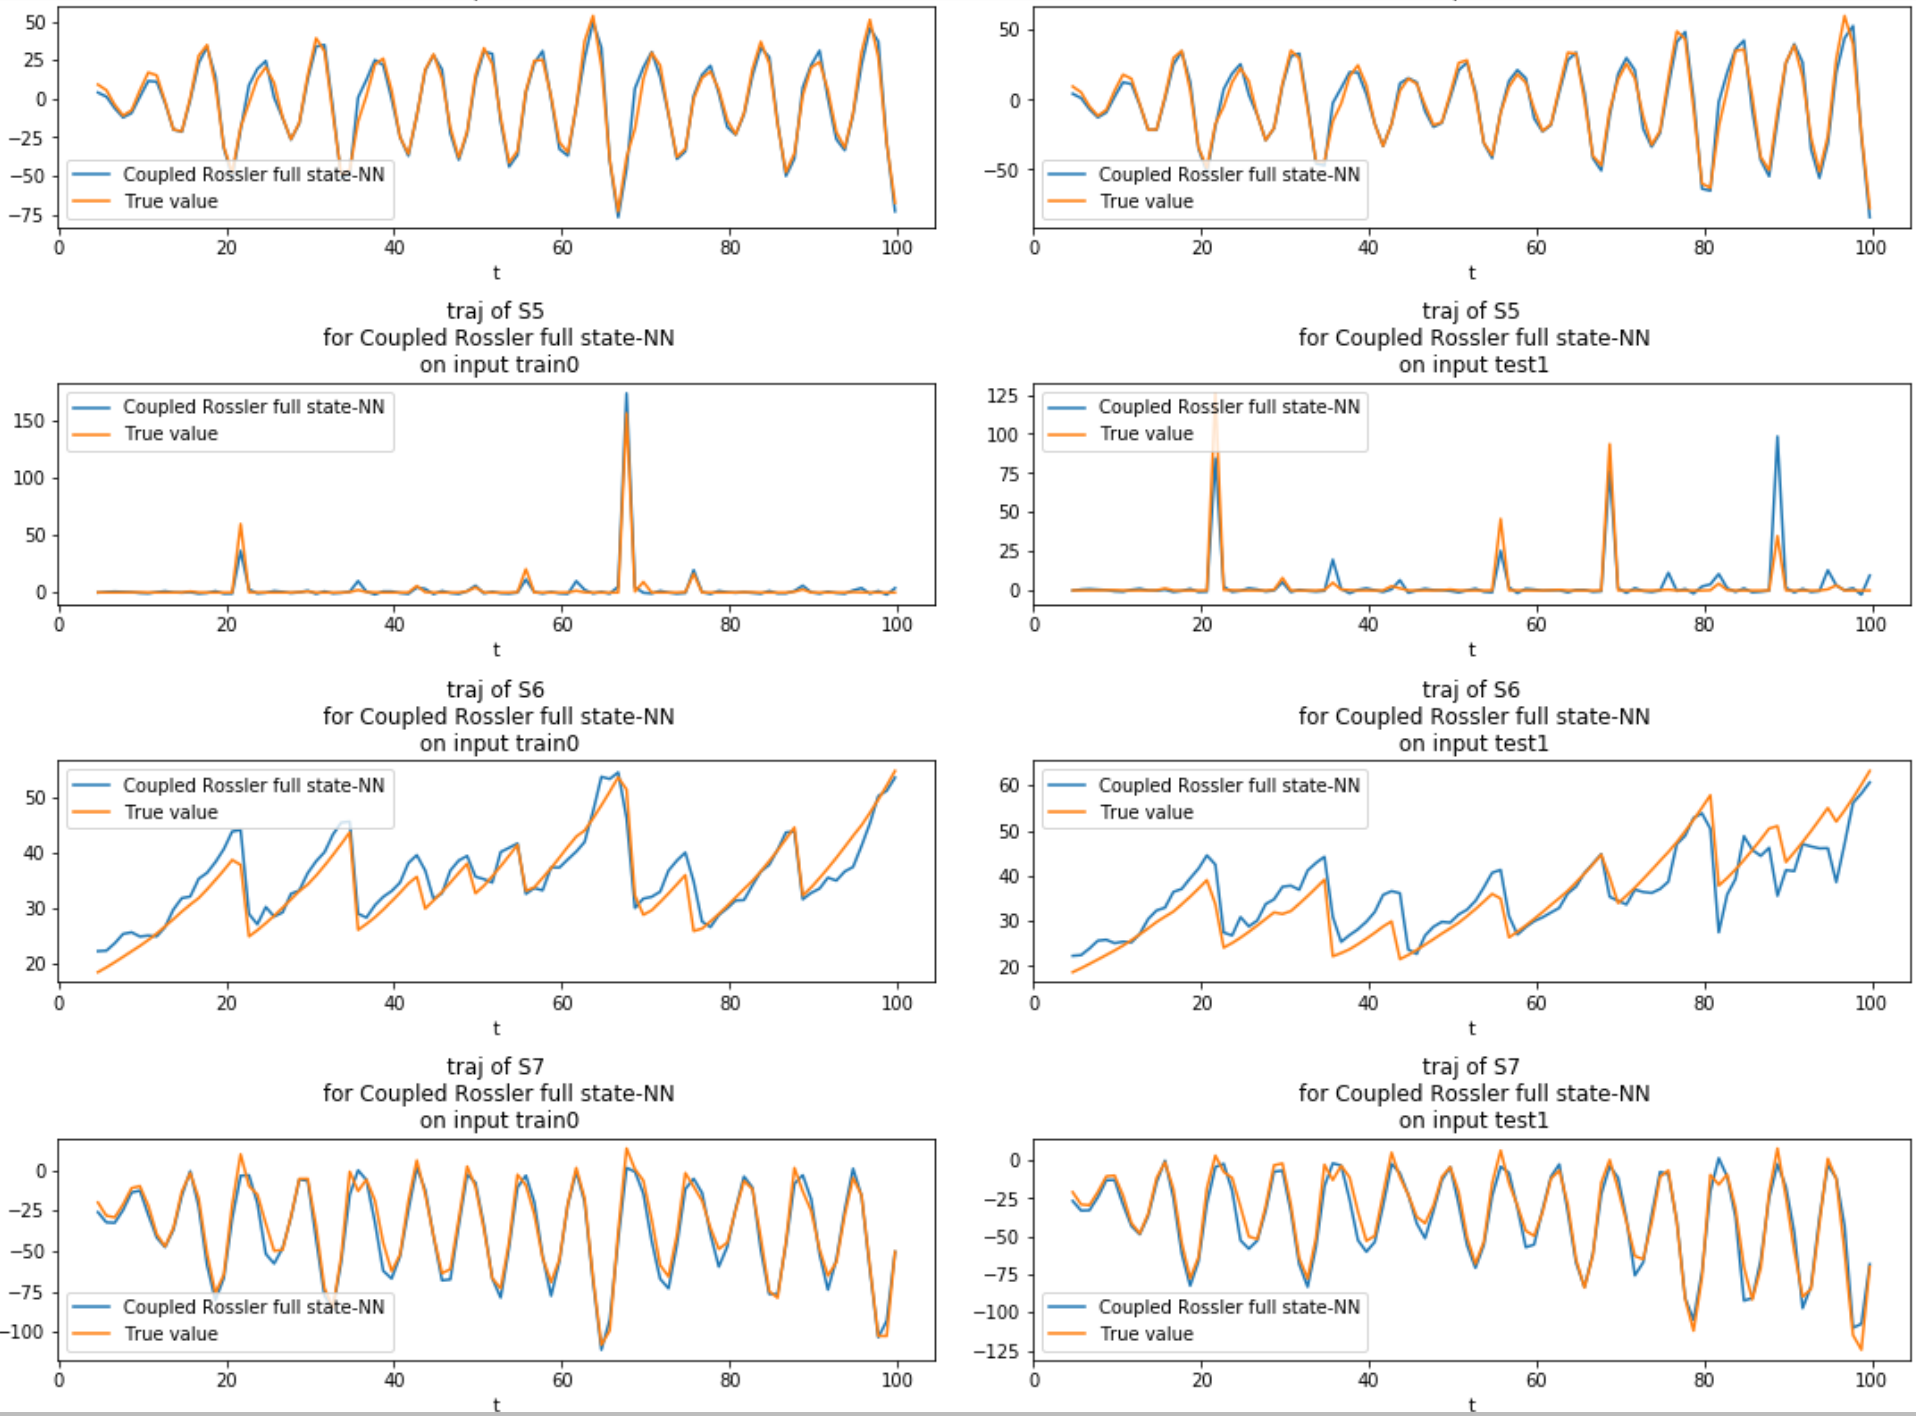 50
25
0
−25
−50
−75
Coupled Rossler full state-NN
True value
0 20 40 60 80 100
t
50
0
−50
Coupled Rossler full state-NN
True value
0 20 40 60 80 100
t
traj of S5
for Coupled Rossler full state-NN
on input train0
150
100
50
0
Coupled Rossler full state-NN
True value
0 20 40 60 80 100
t
traj of S5
for Coupled Rossler full state-NN
on input test1
125
100
75
50
25
0
Coupled Rossler full state-NN
True value
0 20 40 60 80 100
t
traj of S6
for Coupled Rossler full state-NN
on input train0
50
40
30
20
Coupled Rossler full state-NN
True value
0 20 40 60 80 100
t
traj of S6
for Coupled Rossler full state-NN
on input test1
60
50
40
30
20
Coupled Rossler full state-NN
True value
0 20 40 60 80 100
t
traj of S7
for Coupled Rossler full state-NN
on input train0
0
−25
−50
−75
−100
Coupled Rossler full state-NN
True value
0 20 40 60 80 100
t
traj of S7
for Coupled Rossler full state-NN
on input test1
0
−25
−50
−75
−100
−125
Coupled Rossler full state-NN
True value
0 20 40 60 80 100
t